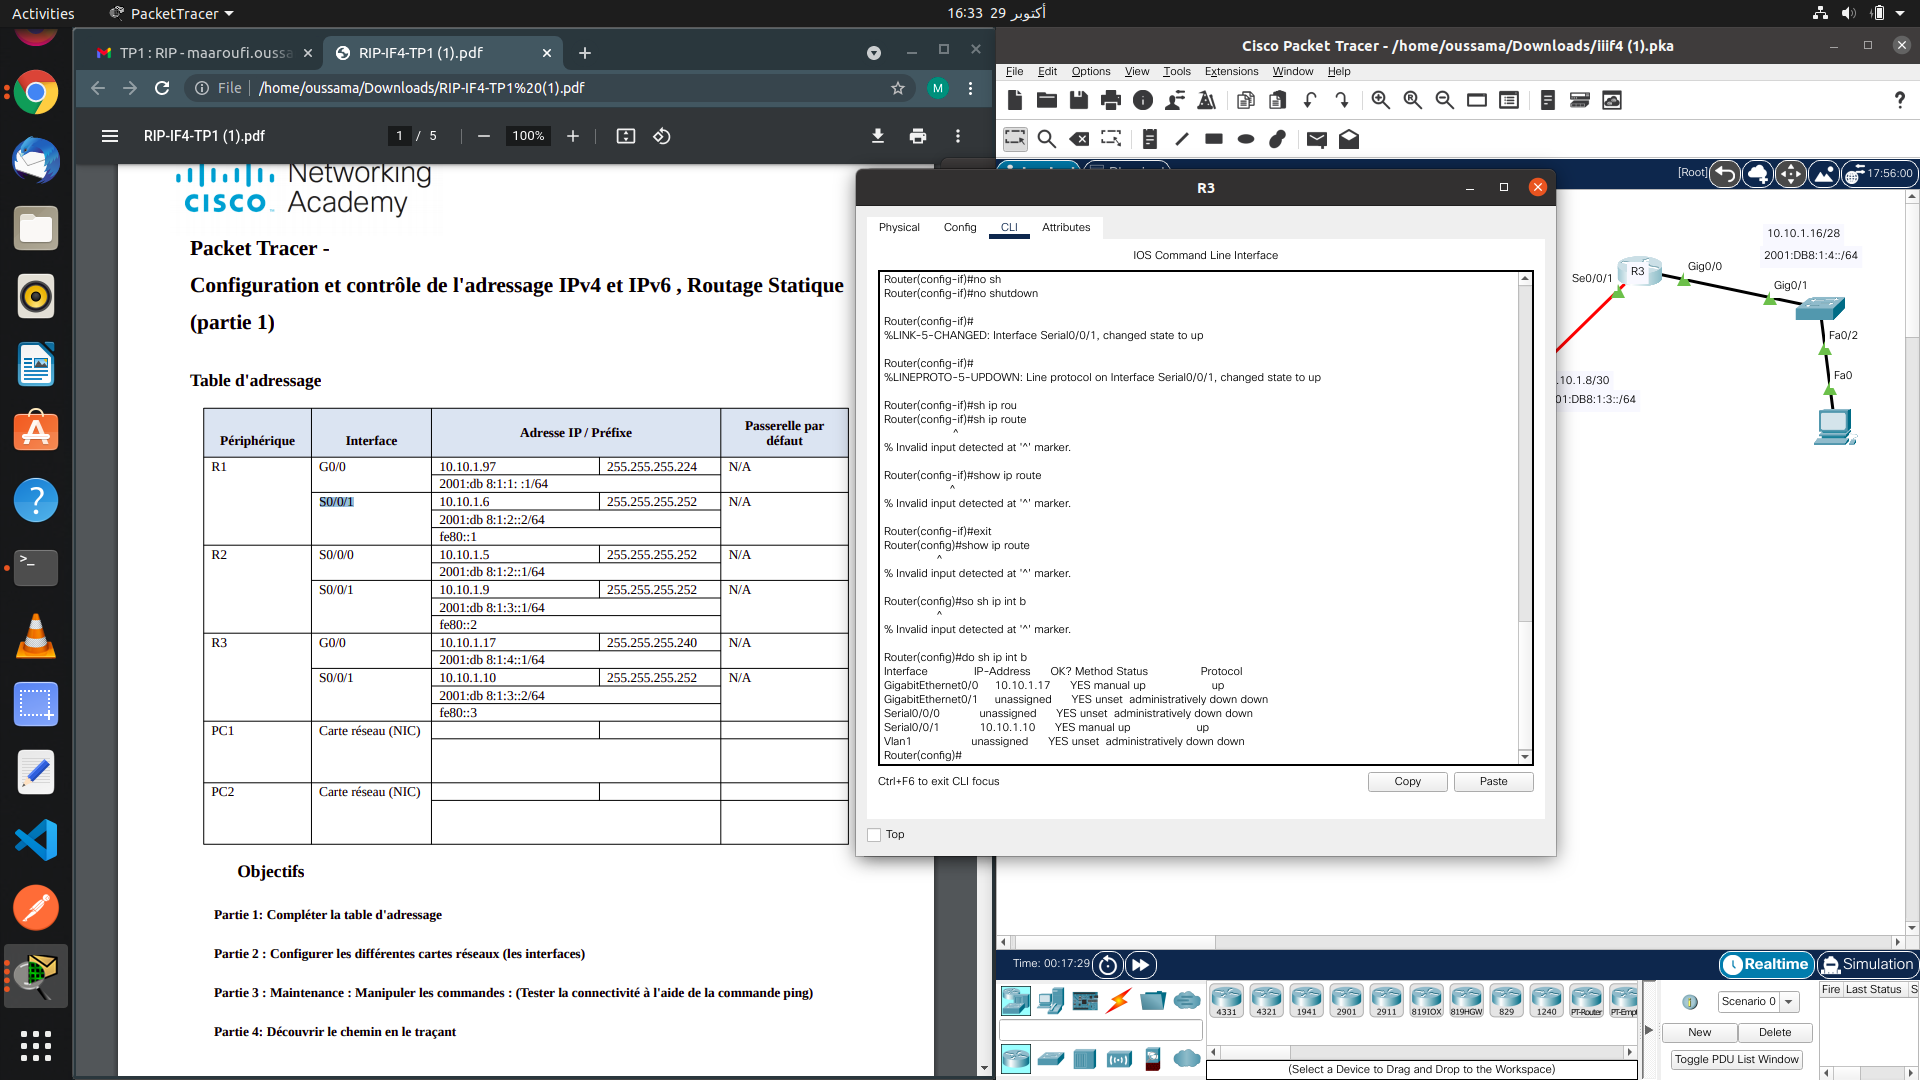 Activities
PacketTracer
16:33 29 أكتوبر
TP1 : RIP - maaroufi.oussa
RIP-IF4-TP1 (1).pdf
File
/home/oussama/Downloads/RIP-IF4-TP1%20(1).pdf
M
RIP-IF4-TP1 (1).pdf
1 / 5
100%
Networking
CISCO Academy
Packet Tracer -
Configuration et contrôle de l'adressage IPv4 et IPv6 , Routage Statique
(partie 1)
Table d'adressage
Périphérique Interface Adresse IP / Préfixe Passerelle par défaut
R1 G0/0 10.10.1.97 255.255.255.224 N/A
2001:db 8:1:1: :1/64
S0/0/1 10.10.1.6 255.255.255.252 N/A
2001:db 8:1:2::2/64
fe80::1
R2 S0/0/0 10.10.1.5 255.255.255.252 N/A
2001:db 8:1:2::1/64
S0/0/1 10.10.1.9 255.255.255.252 N/A
2001:db 8:1:3::1/64
fe80::2
R3 G0/0 10.10.1.17 255.255.255.240 N/A
2001:db 8:1:4::1/64
S0/0/1 10.10.1.10 255.255.255.252 N/A
2001:db 8:1:3::2/64
fe80::3
PC1 Carte réseau (NIC)
PC2 Carte réseau (NIC)
Objectifs
Partie 1: Compléter la table d'adressage
Partie 2 : Configurer les différentes cartes réseaux (les interfaces)
Partie 3 : Maintenance : Manipuler les commandes : (Tester la connectivité à l'aide de la commande ping)
Partie 4: Découvrir le chemin en le traçant
Cisco Packet Tracer - /home/oussama/Downloads/iiif4 (1).pka
File Edit Options View Tools Extensions Window Help
[Root]
17:56:00
R3
Physical Config CLI Attributes
IOS Command Line Interface
Router(config-if)#no sh
Router(config-if)#no shutdown
Router(config-if)#
%LINK-5-CHANGED: Interface Serial0/0/1, changed state to up
Router(config-if)#
%LINEPROTO-5-UPDOWN: Line protocol on Interface Serial0/0/1, changed state to up
Router(config-if)#sh ip rou
Router(config-if)#sh ip route
^
% Invalid input detected at '^' marker.
Router(config-if)#show ip route
^
% Invalid input detected at '^' marker.
Router(config-if)#exit
Router(config)#show ip route
^
% Invalid input detected at '^' marker.
Router(config)#so sh ip int b
^
% Invalid input detected at '^' marker.
Router(config)#do sh ip int b
Interface IP-Address OK? Method Status Protocol
GigabitEthernet0/0 10.10.1.17 YES manual up up
GigabitEthernet0/1 unassigned YES unset administratively down down
Serial0/0/0 unassigned YES unset administratively down down
Serial0/0/1 10.10.1.10 YES manual up up
Vlan1 unassigned YES unset administratively down down
Router(config)#
Ctrl+F6 to exit CLI focus
Copy
Paste
Top
10.10.1.16/28
2001:DB8:1:4::/64
Se0/0/1
R3
Gig0/0
Gig0/1
Fa0/2
Fa0
.10.1.8/30
01:DB8:1:3::/64
Time: 00:17:29
Realtime
Simulation
4331 4321 1941 2901 2911 819IOX 819HGW 829 1240 PT-Router PT-Empt
(Select a Device to Drag and Drop to the Workspace)
Scenario 0
New
Delete
Toggle PDU List Window
Fire Last Status S